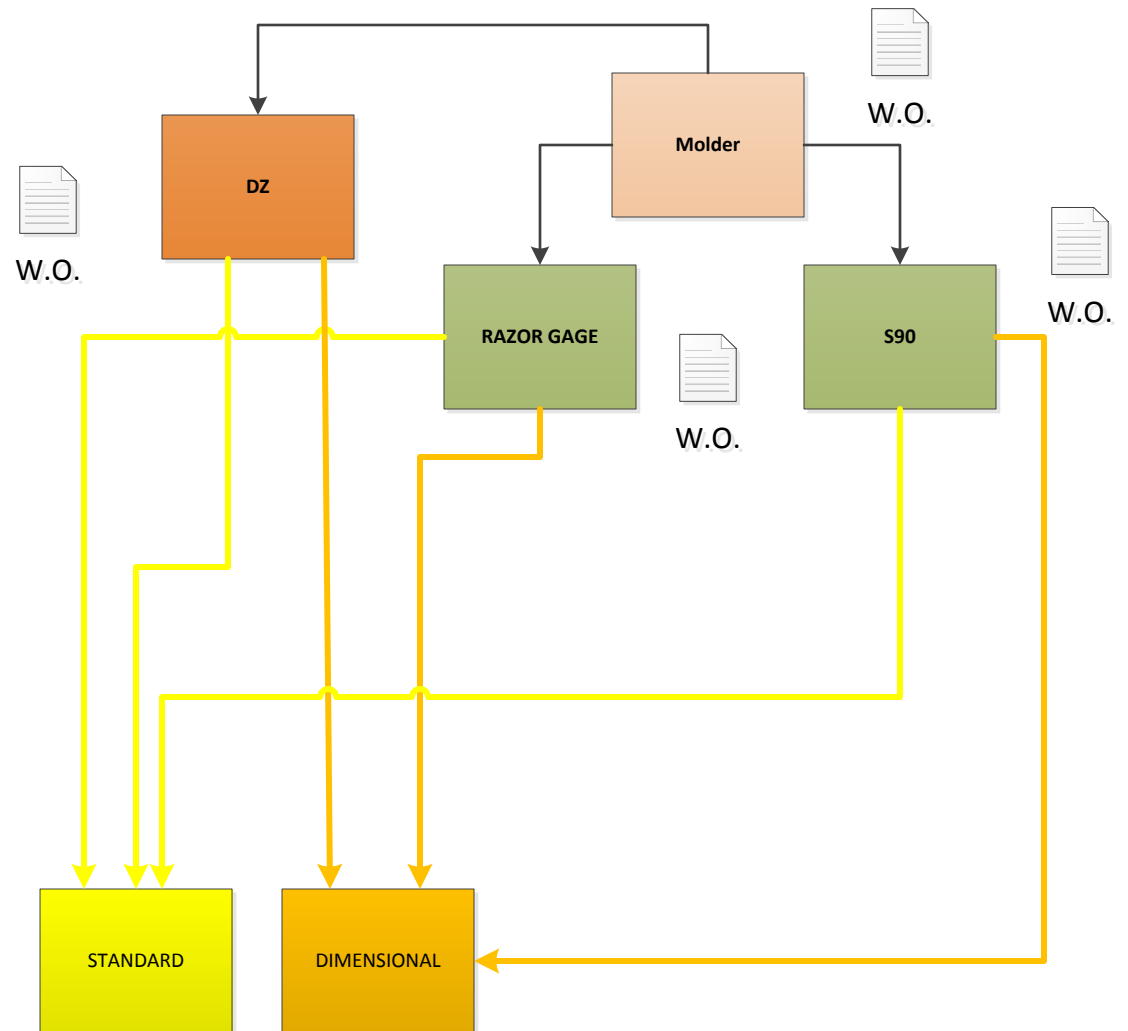 W.O.
Molder
DZ
W.O.
W.O.
RAZOR GAGE
S90
W.O.
STANDARD
DIMENSIONAL